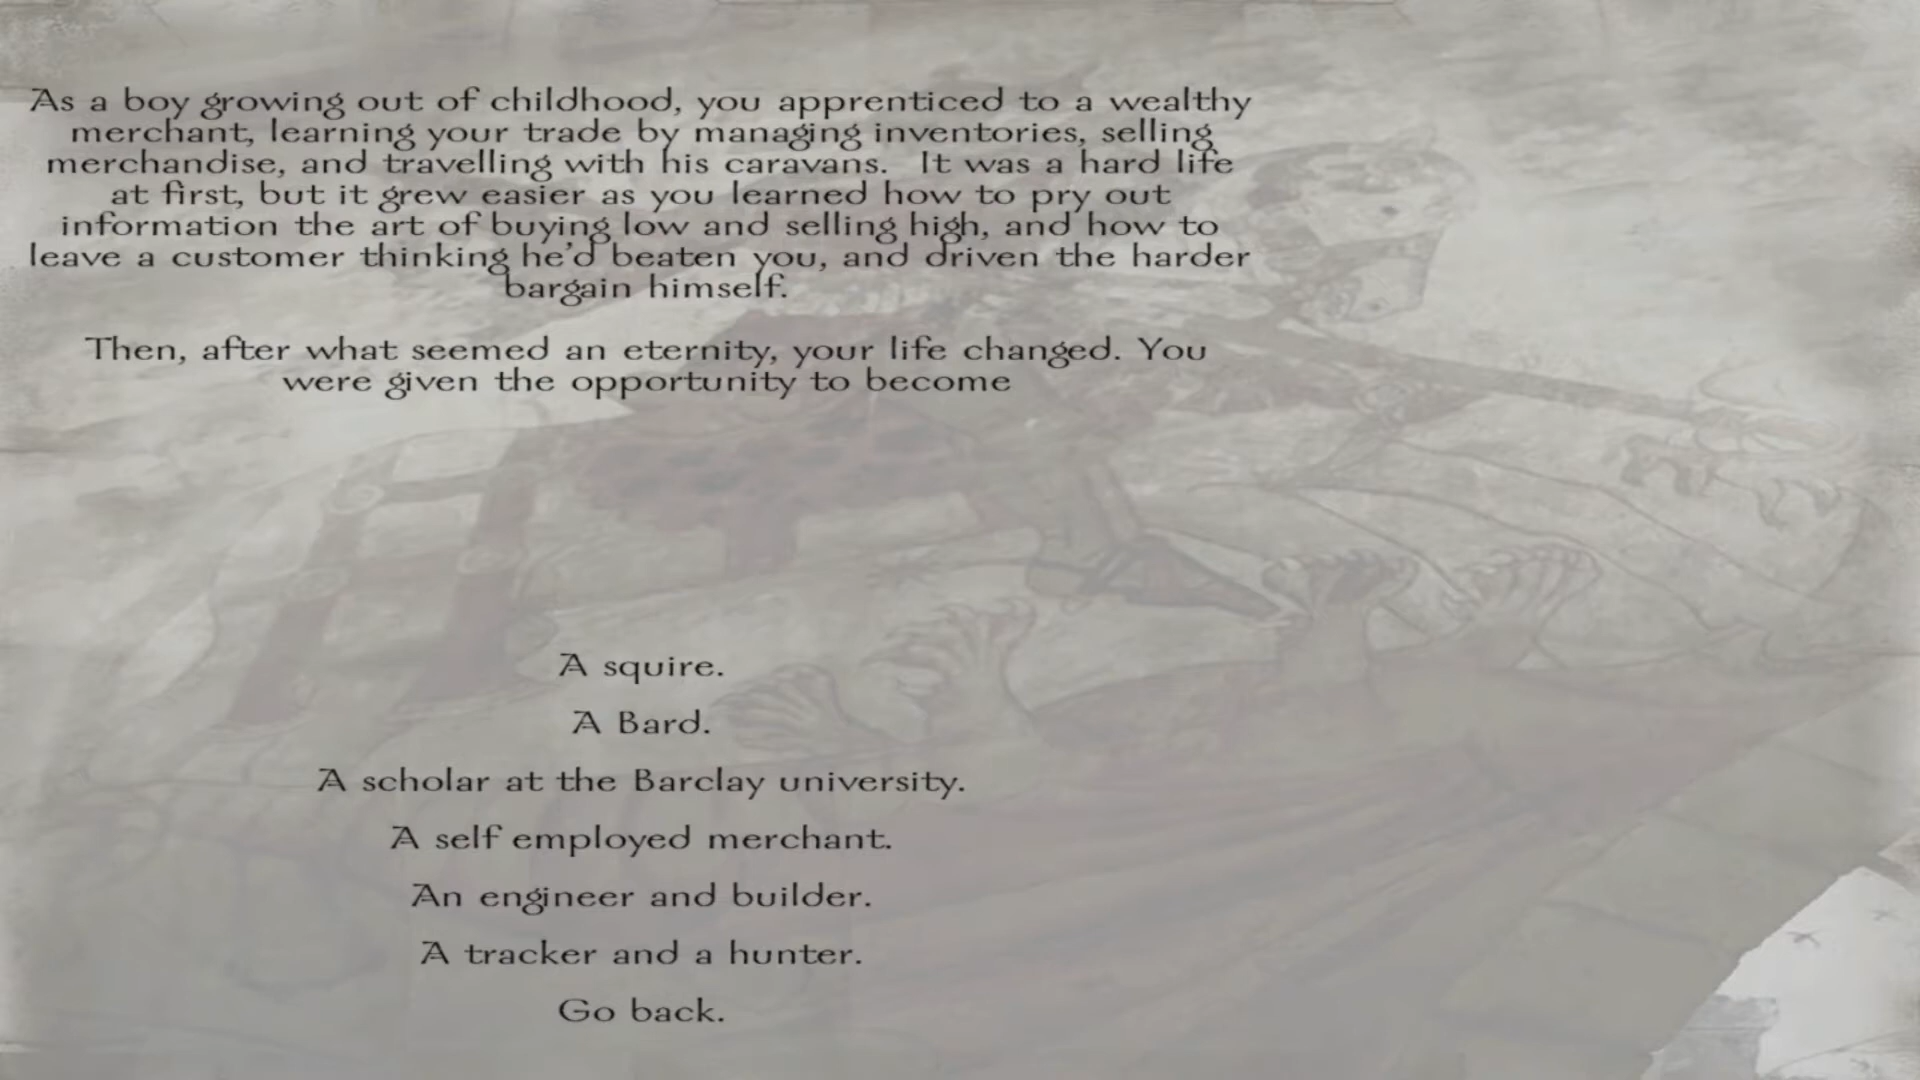 As a boy growing out of childhood, you apprenticed to a wealthy
merchant, learning your trade by managing inventories, selling
merchandise, and travelling with his caravans.  It was a hard life
at first, but it grew easier as you learned how to pry out
information the art of buying low and selling high, and how to
leave a customer thinking he'd beaten you, and driven the harder
bargain himself.
Then, after what seemed an eternity, your life changed. You
were given the opportunity to become
A squire.
A Bard.
A scholar at the Barclay university.
A self employed merchant.
An engineer and builder.
A tracker and a hunter.
Go back.